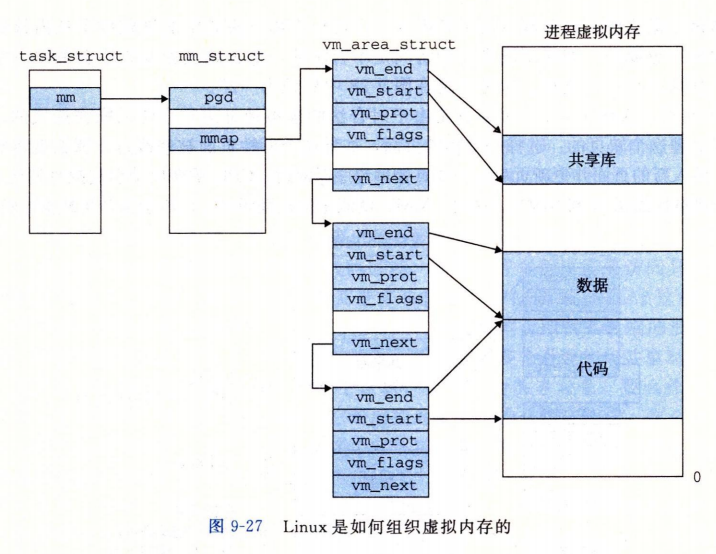 task_struct
mm
mm_struct
pgd
mmap
vm_area_struct
vm_end
vm_start
vm_prot
vm_flags
vm_next
vm_end
vm_start
vm_prot
vm_flags
vm_next
vm_end
vm_start
vm_prot
vm_flags
vm_next
进程虚拟内存
共享库
数据
代码
0
图 9-27 Linux 是如何组织虚拟内存的